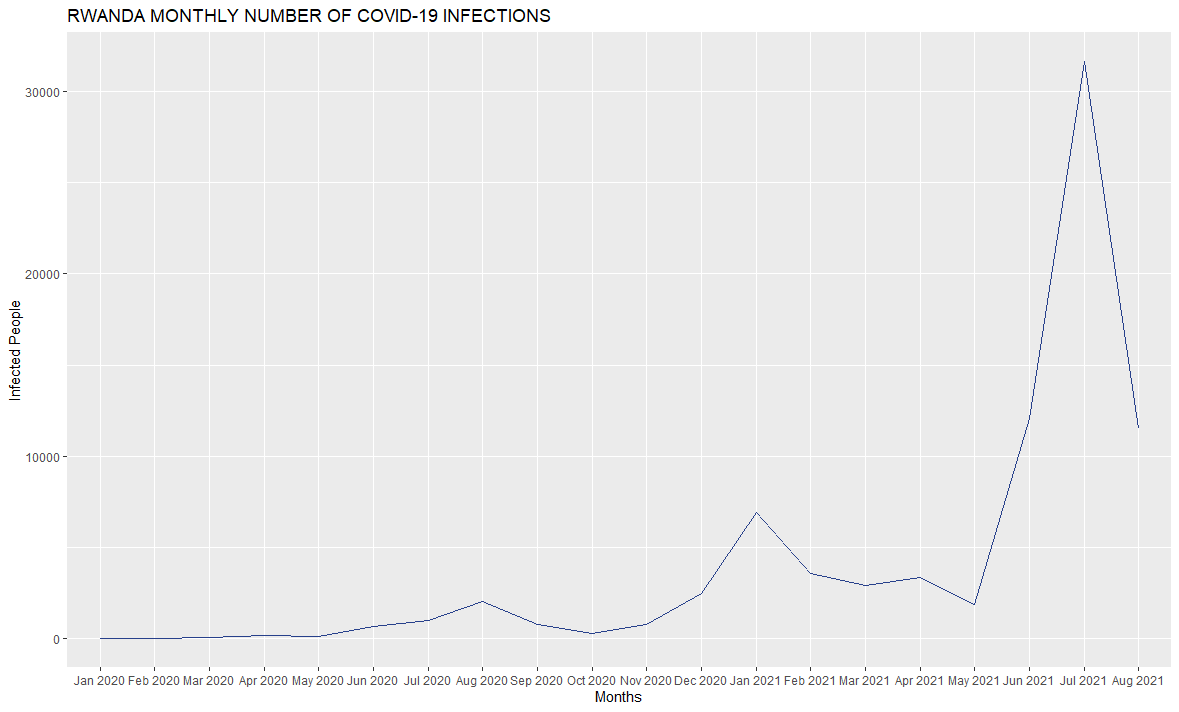 RWANDA MONTHLY NUMBER OF COVID-19 INFECTIONS
Infected People
30000
20000
10000
0
Jan 2020 Feb 2020 Mar 2020 Apr 2020 May 2020 Jun 2020 Jul 2020 Aug 2020 Sep 2020 Oct 2020 Nov 2020 Dec 2020 Jan 2021 Feb 2021 Mar 2021 Apr 2021 May 2021 Jun 2021 Jul 2021 Aug 2021
Months